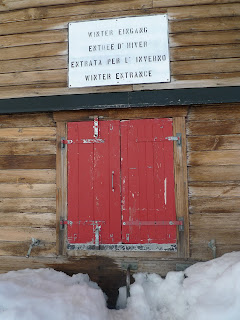 WINTER EINGANG
ENTRÉE D'HIVER
ENTRATA PER L'INVERNO
WINTER ENTRANCE